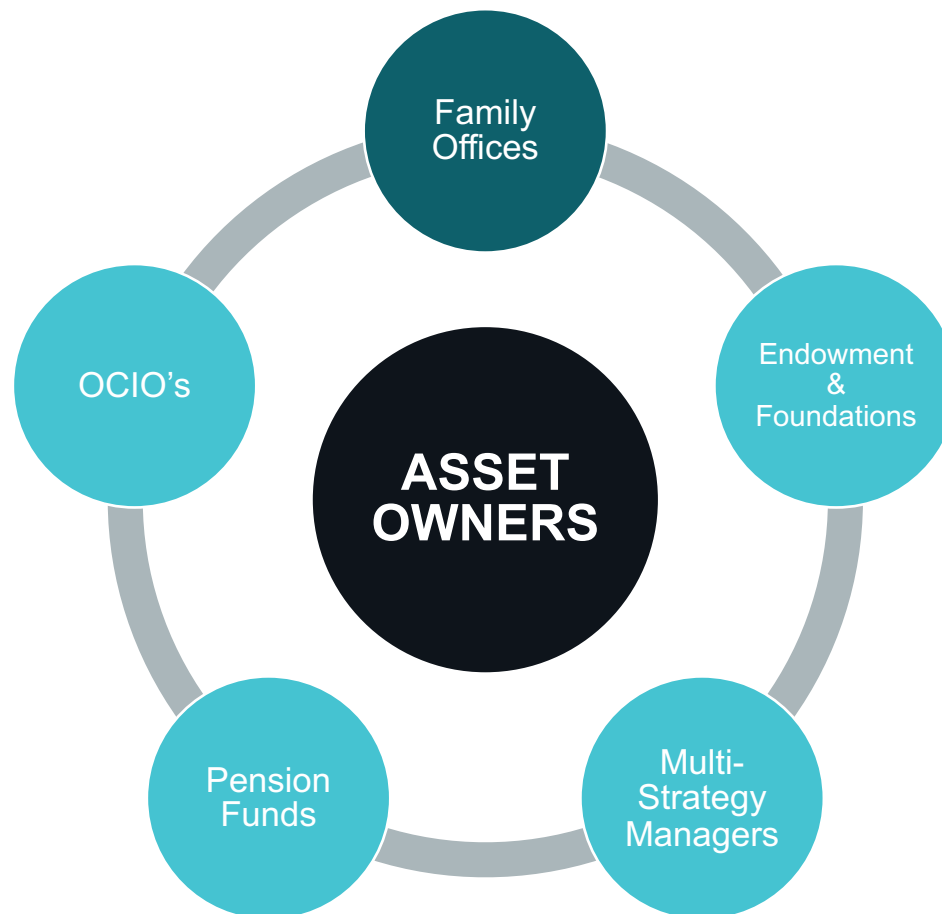 Family
Offices
Endowment
&
Foundations
OCIO’s
ASSET
OWNERS
Multi-
Strategy
Managers
Pension
Funds